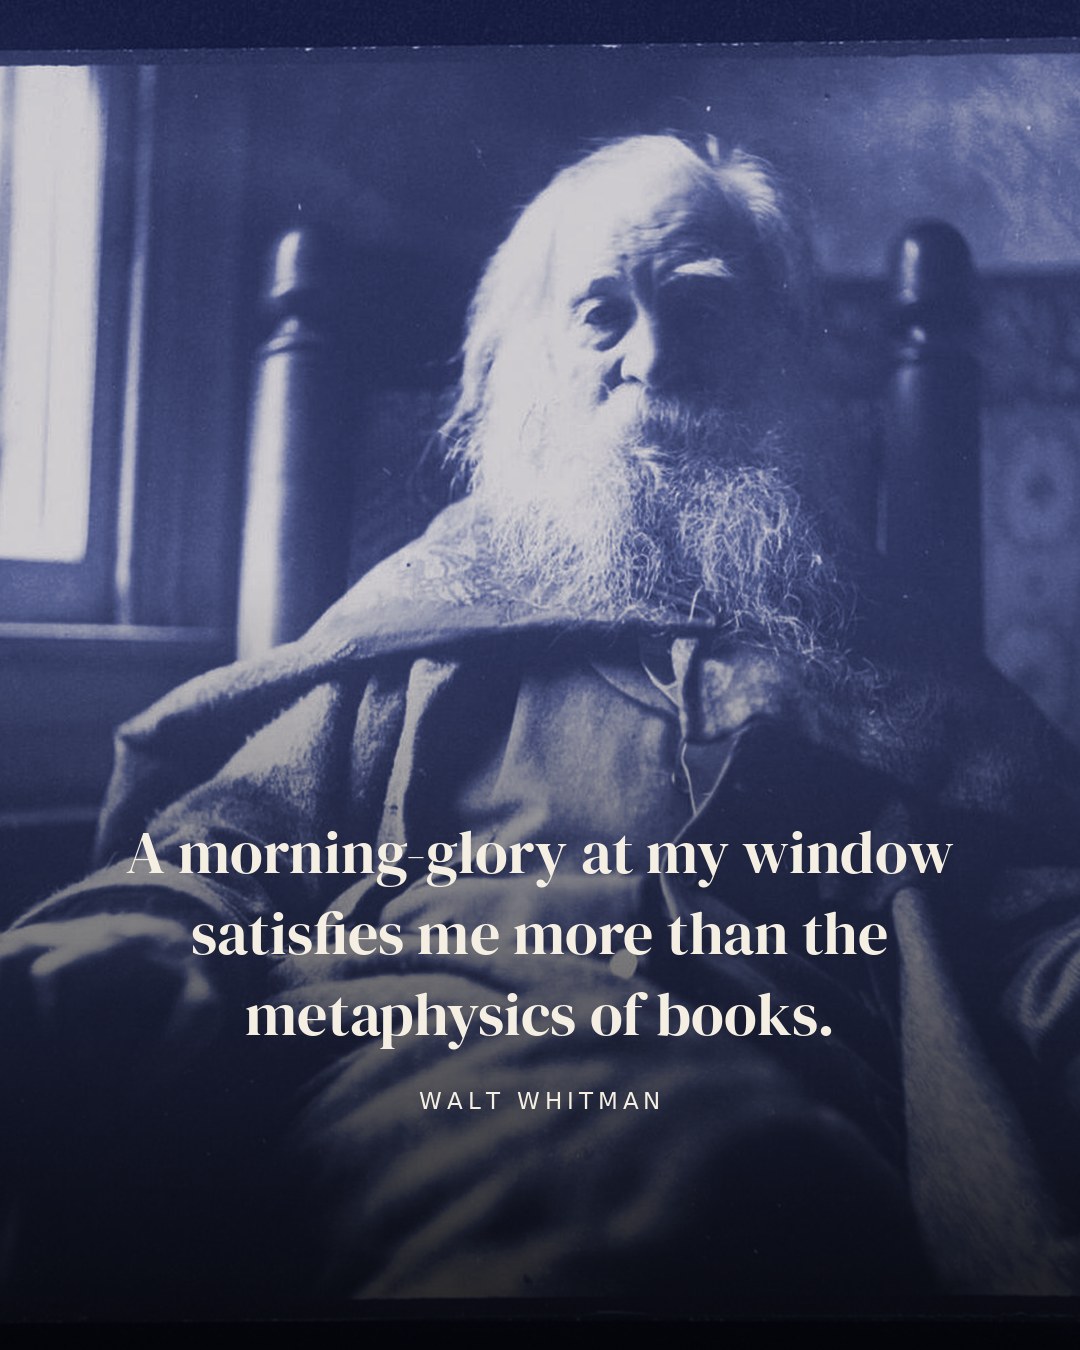 A morning-glory at my window
satisfies me more than the
metaphysics of books.
WALT WHITMAN